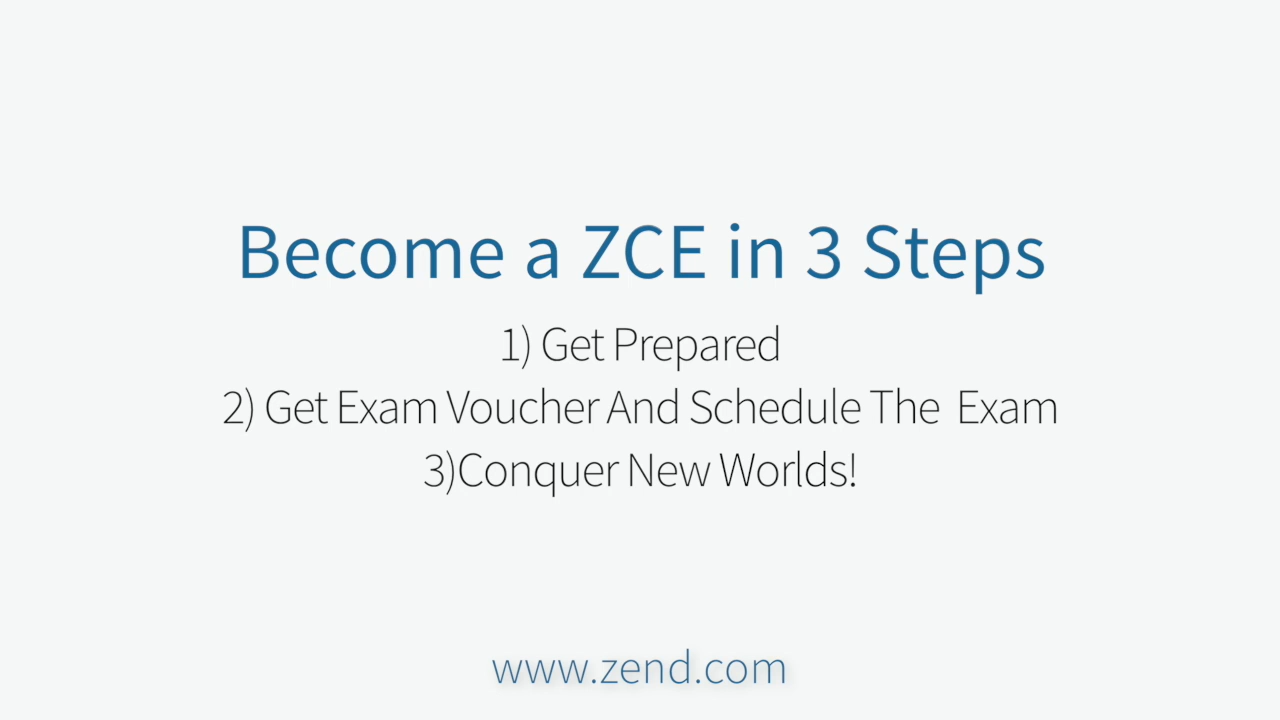 Become a ZCE in 3 Steps
1) Get Prepared
2) Get Exam Voucher And Schedule The  Exam
3)Conquer New Worlds!
www.zend.com